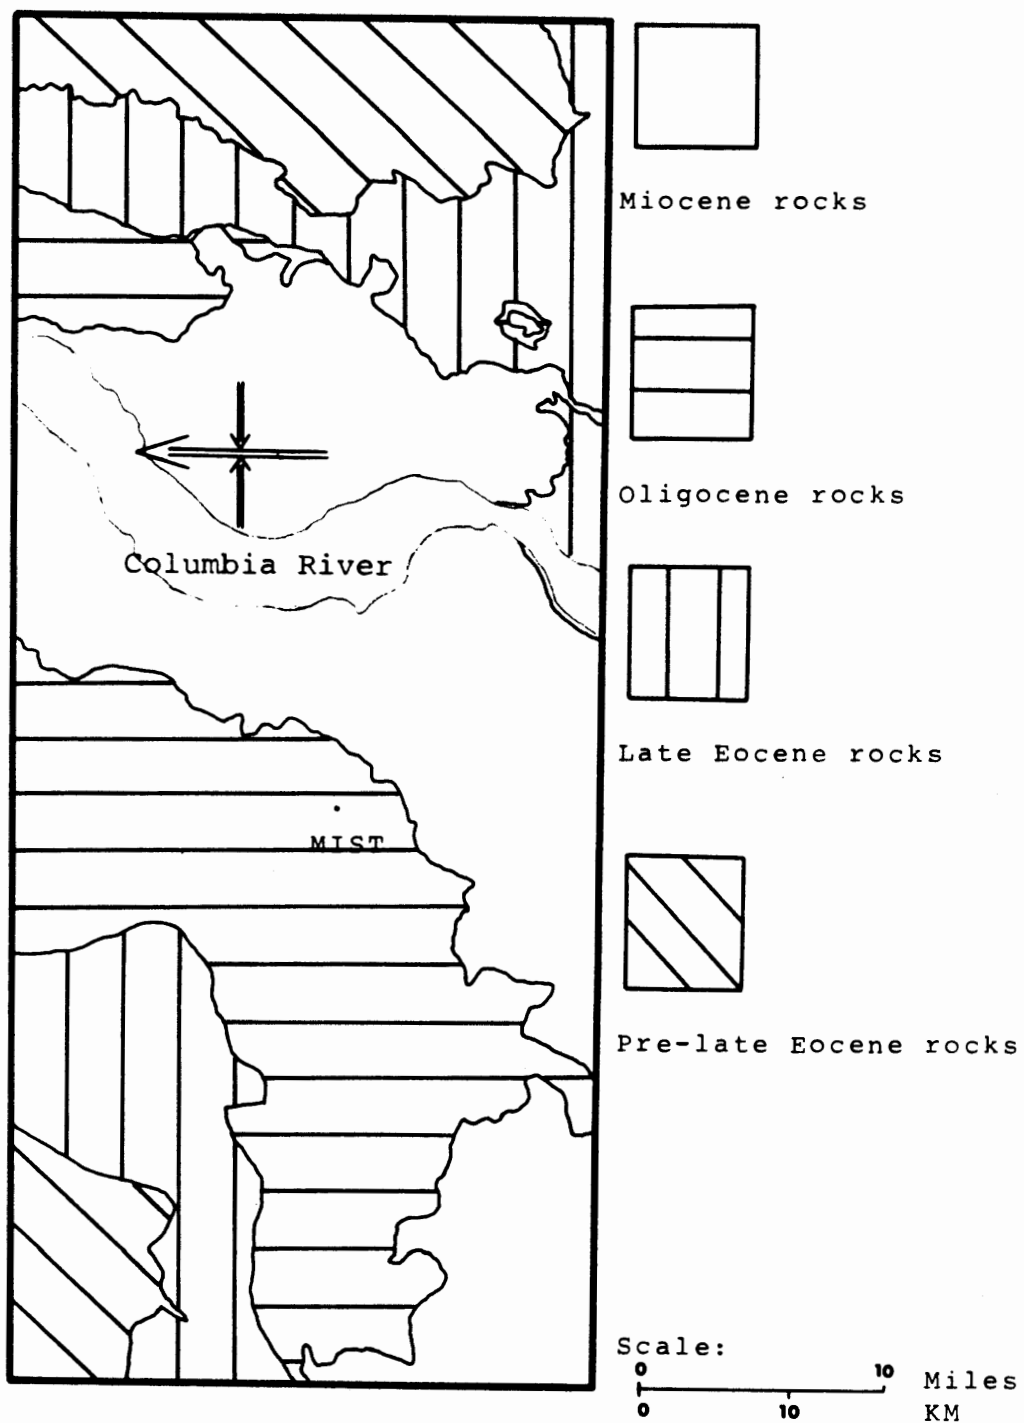 Miocene rocks
Oligocene rocks
Columbia River
Late Eocene rocks
MIST
Pre-late Eocene rocks
Scale:
0 10 Miles
0 10 KM